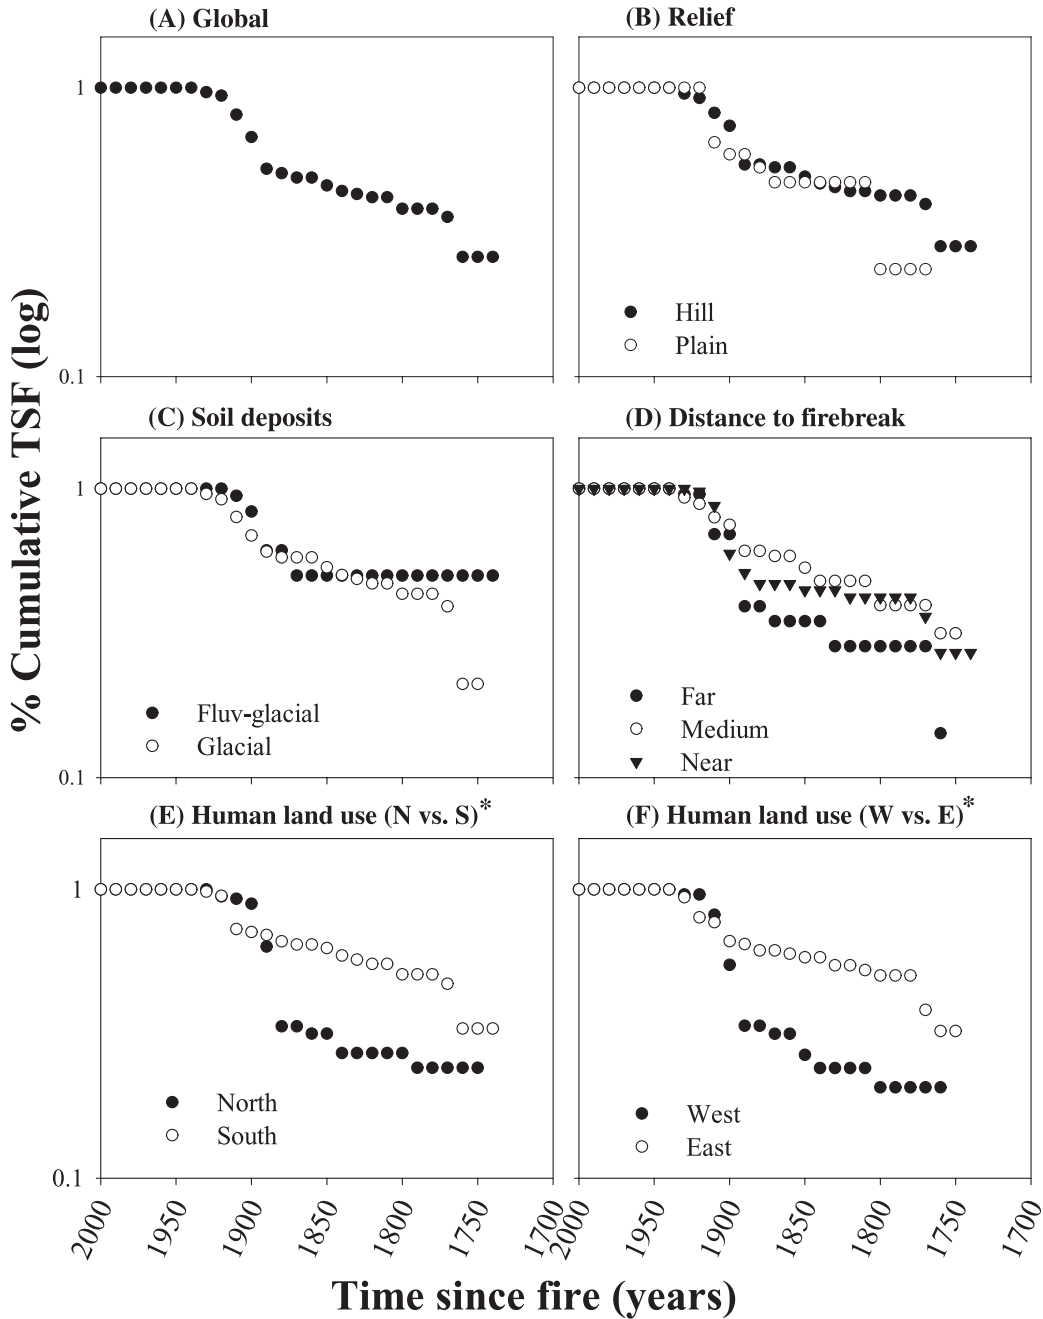 (A) Global
(B) Relief
1
0.1
Hill
Plain
(C) Soil deposits
(D) Distance to firebreak
1
0.1
Fluv-glacial
Glacial
Far
Medium
Near
(E) Human land use (N vs. S)*
(F) Human land use (W vs. E)*
1
0.1
North
South
West
East
2000 1950 1900 1850 1800 1750 1700
2000 1950 1900 1850 1800 1750 1700
Time since fire (years)
% Cumulative TSF (log)